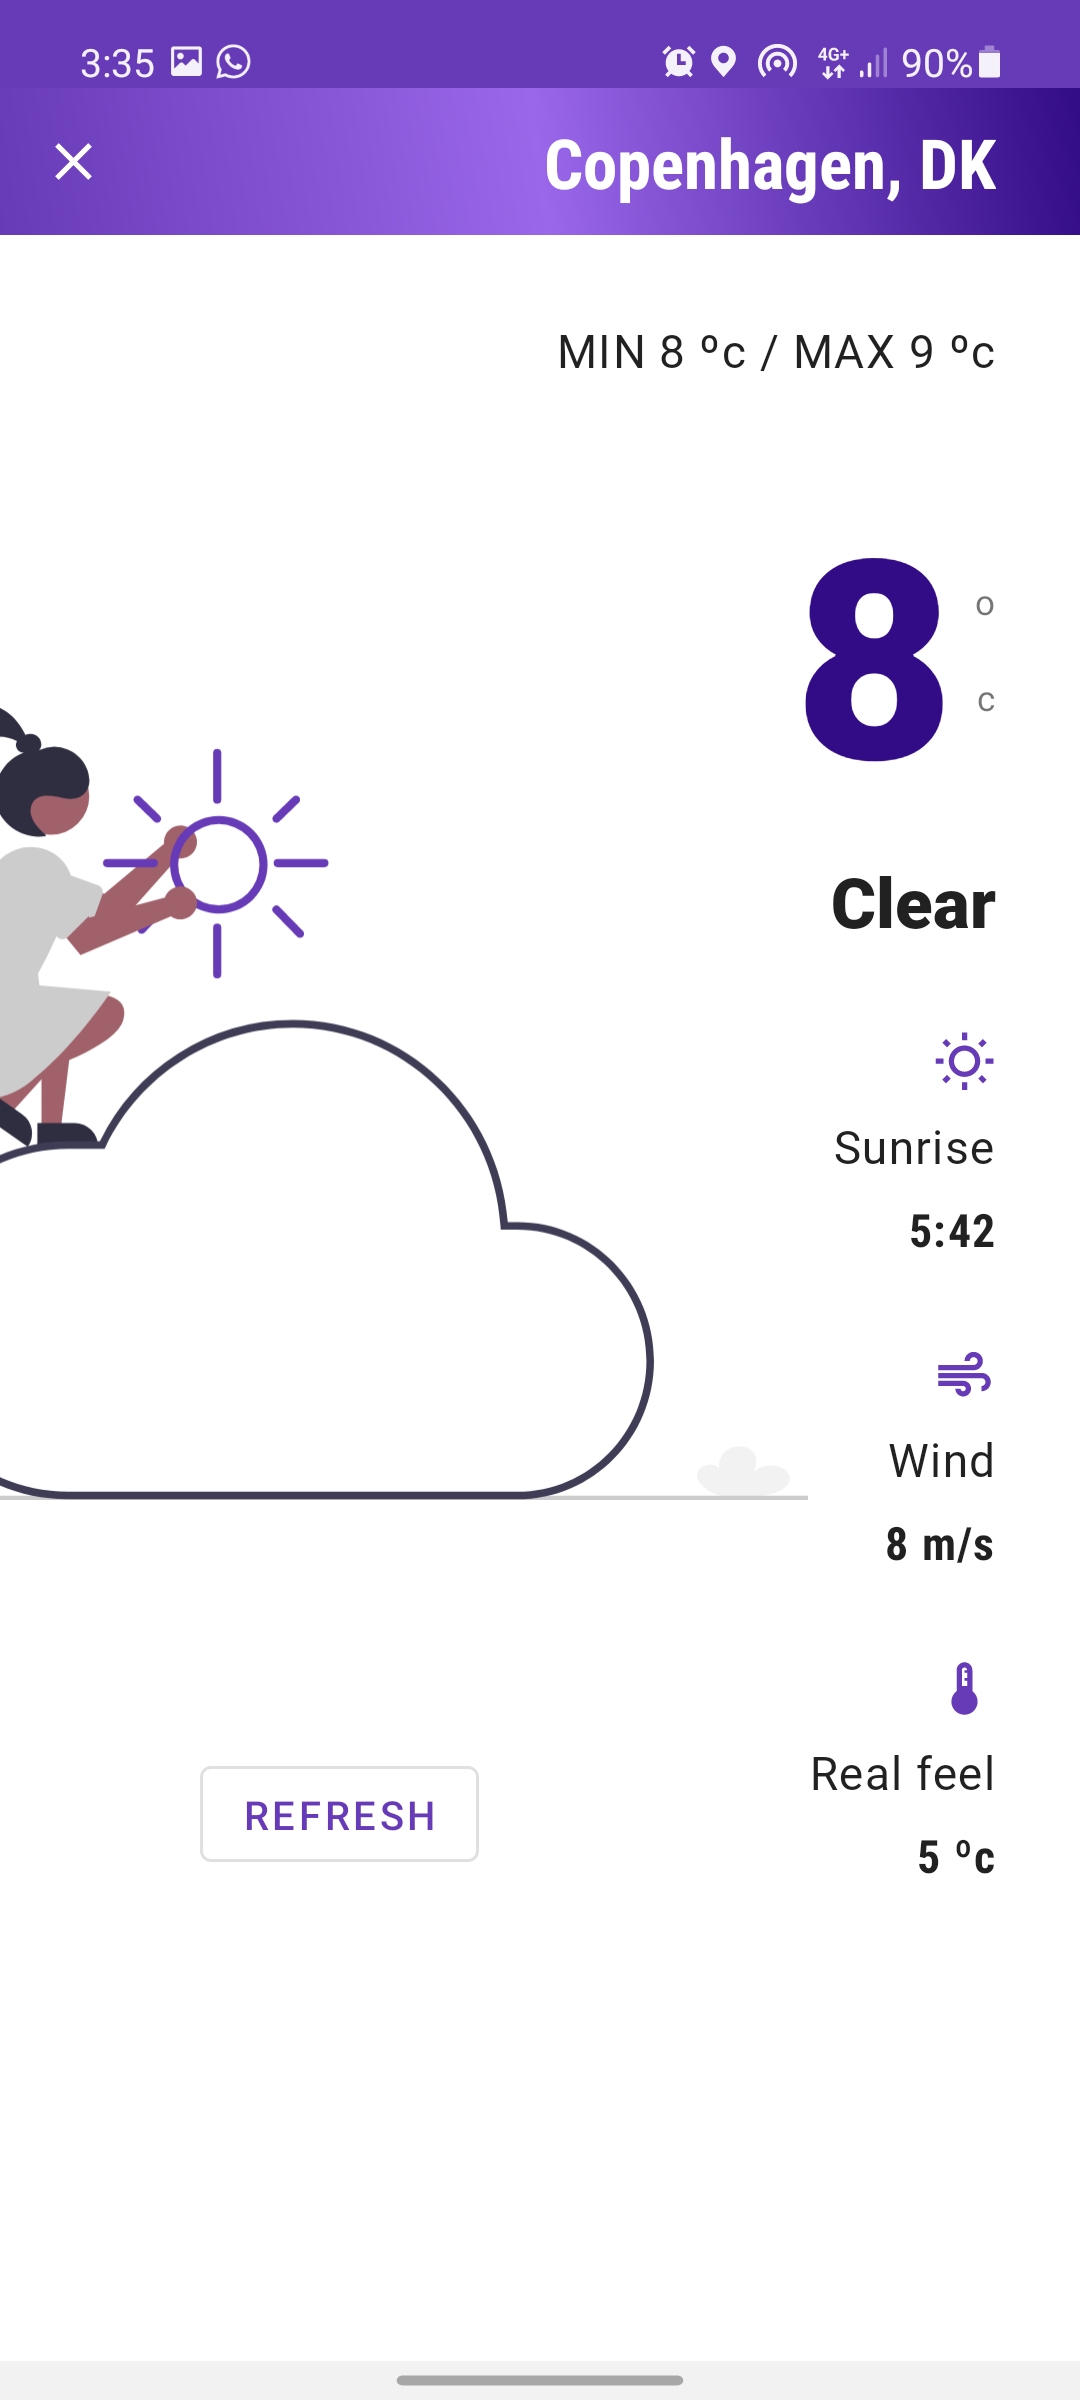 3:35 4G+ 90%
Copenhagen, DK
MIN 8 ºc / MAX 9 ºc
8 o
c
Clear
Sunrise
5:42
Wind
8 m/s
Real feel
5 ºc
REFRESH